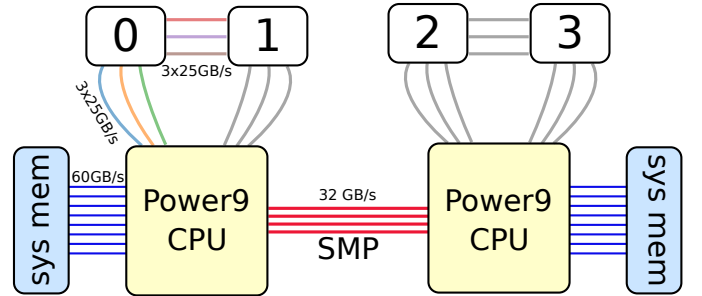 0
1
2
3
3x25GB/s
3x25GB/s
sys mem
60GB/s
Power9
CPU
32 GB/s
SMP
Power9
CPU
sys mem